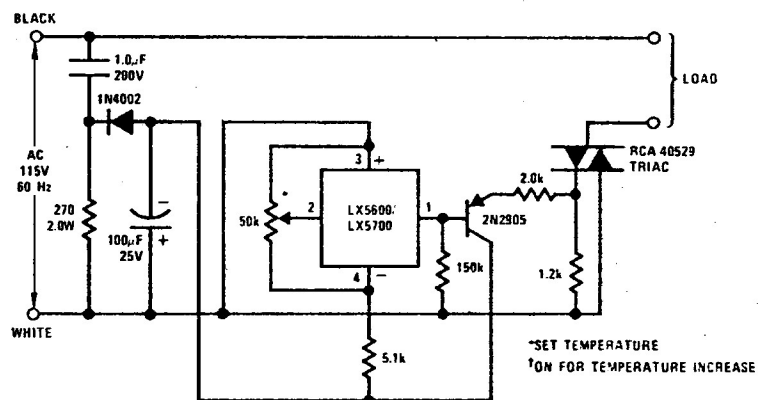 BLACK
1.0µF
200V
1N4002
AC
115V
60 Hz
270
2.0W
100µF
25V
−
+
WHITE
*
50k
3 +
2
LX5600/
LX5700
1
4 −
5.1k
150k
2N2905
2.0k
1.2k
LOAD
RCA 40529
TRIAC
*SET TEMPERATURE
†ON FOR TEMPERATURE INCREASE